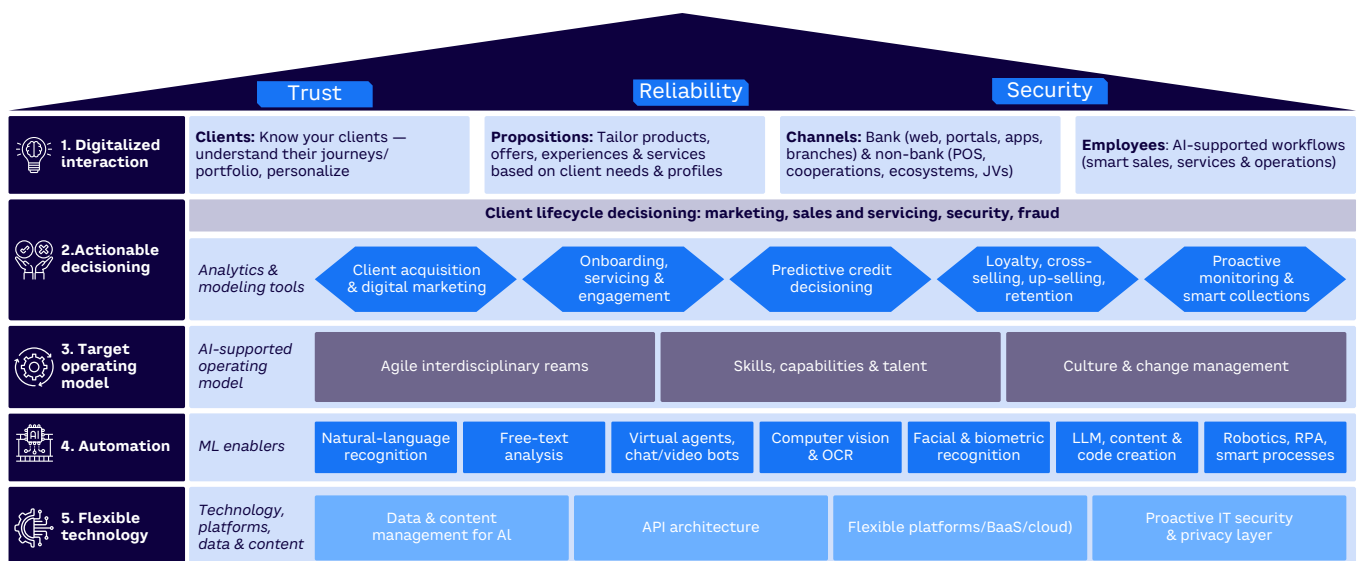 Trust
Reliability
Security
1. Digitalized
interaction
Clients: Know your clients —
understand their journeys/
portfolio, personalize
Propositions: Tailor products,
offers, experiences & services
based on client needs & profiles
Channels: Bank (web, portals, apps,
branches) & non-bank (POS,
cooperations, ecosystems, JVs)
Employees: AI-supported workflows
(smart sales, services & operations)
2.Actionable
decisioning
Client lifecycle decisioning: marketing, sales and servicing, security, fraud
Analytics &
modeling tools
Client acquisition
& digital marketing
Onboarding,
servicing &
engagement
Predictive credit
decisioning
Loyalty, cross-
selling, up-selling,
retention
Proactive
monitoring &
smart collections
3. Target
operating
model
AI-supported
operating
model
Agile interdisciplinary reams
Skills, capabilities & talent
Culture & change management
AI
4. Automation
ML enablers
Natural-language
recognition
Free-text
analysis
Virtual agents,
chat/video bots
Computer vision
& OCR
Facial & biometric
recognition
LLM, content &
code creation
Robotics, RPA,
smart processes
5. Flexible
technology
Technology,
platforms,
data & content
Data & content
management for AI
API architecture
Flexible platforms/BaaS/cloud)
Proactive IT security
& privacy layer